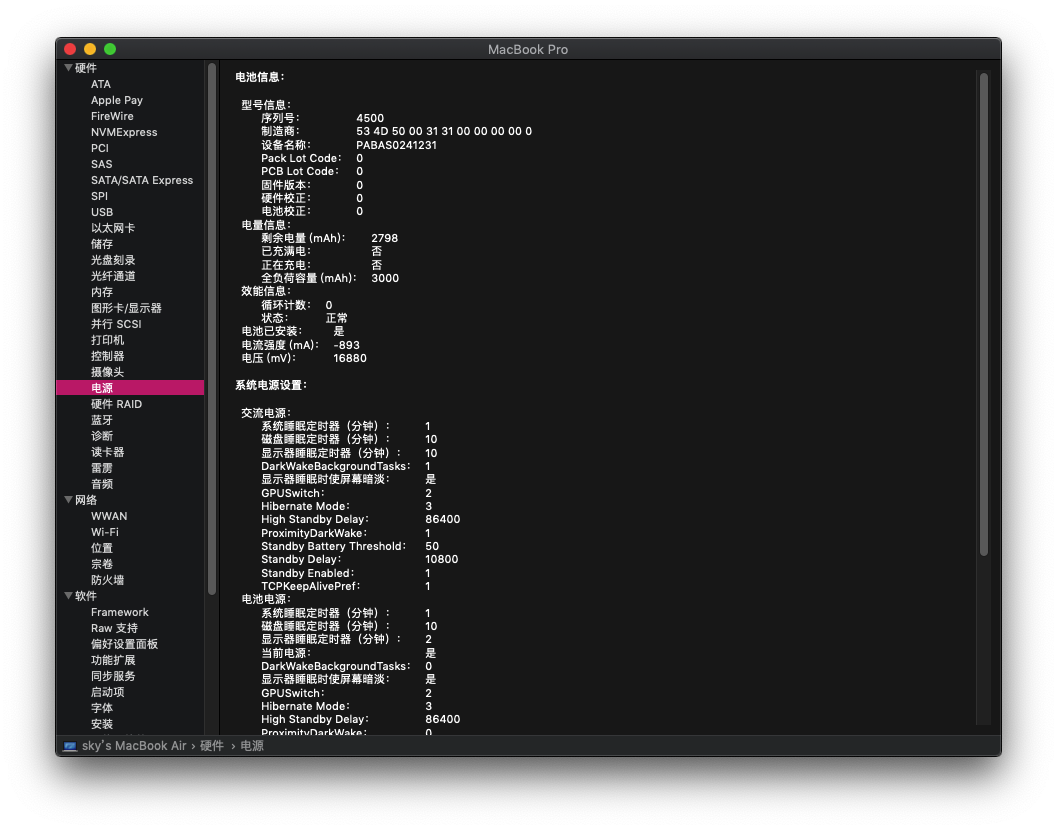 MacBook Pro
硬件
ATA
Apple Pay
FireWire
NVMExpress
PCI
SAS
SATA/SATA Express
SPI
USB
以太网卡
储存
光盘刻录
光纤通道
内存
图形卡/显示器
并行 SCSI
打印机
控制器
摄像头
电源
硬件 RAID
蓝牙
诊断
读卡器
雷雳
音频
网络
WWAN
Wi-Fi
位置
宗卷
防火墙
软件
Framework
Raw 支持
偏好设置面板
功能扩展
同步服务
启动项
字体
安装
电池信息：
型号信息：
序列号： 4500
制造商： 53 4D 50 00 31 31 00 00 00 00 0
设备名称： PABAS0241231
Pack Lot Code： 0
PCB Lot Code： 0
固件版本： 0
硬件校正： 0
电池校正： 0
电量信息：
剩余电量 (mAh)： 2798
已充满电： 否
正在充电： 否
全负荷容量 (mAh)： 3000
效能信息：
循环计数： 0
状态： 正常
电池已安装： 是
电流强度 (mA)： -893
电压 (mV)： 16880
系统电源设置：
交流电源：
系统睡眠定时器（分钟）： 1
磁盘睡眠定时器（分钟）： 10
显示器睡眠定时器（分钟）： 10
DarkWakeBackgroundTasks： 1
显示器睡眠时使屏幕暗淡： 是
GPUSwitch： 2
Hibernate Mode： 3
High Standby Delay： 86400
ProximityDarkWake： 1
Standby Battery Threshold： 50
Standby Delay： 10800
Standby Enabled： 1
TCPKeepAlivePref： 1
电池电源：
系统睡眠定时器（分钟）： 1
磁盘睡眠定时器（分钟）： 10
显示器睡眠定时器（分钟）： 2
当前电源： 是
DarkWakeBackgroundTasks： 0
显示器睡眠时使屏幕暗淡： 是
GPUSwitch： 2
Hibernate Mode： 3
High Standby Delay： 86400
ProximityDarkWake： 0
sky’s MacBook Air › 硬件 › 电源